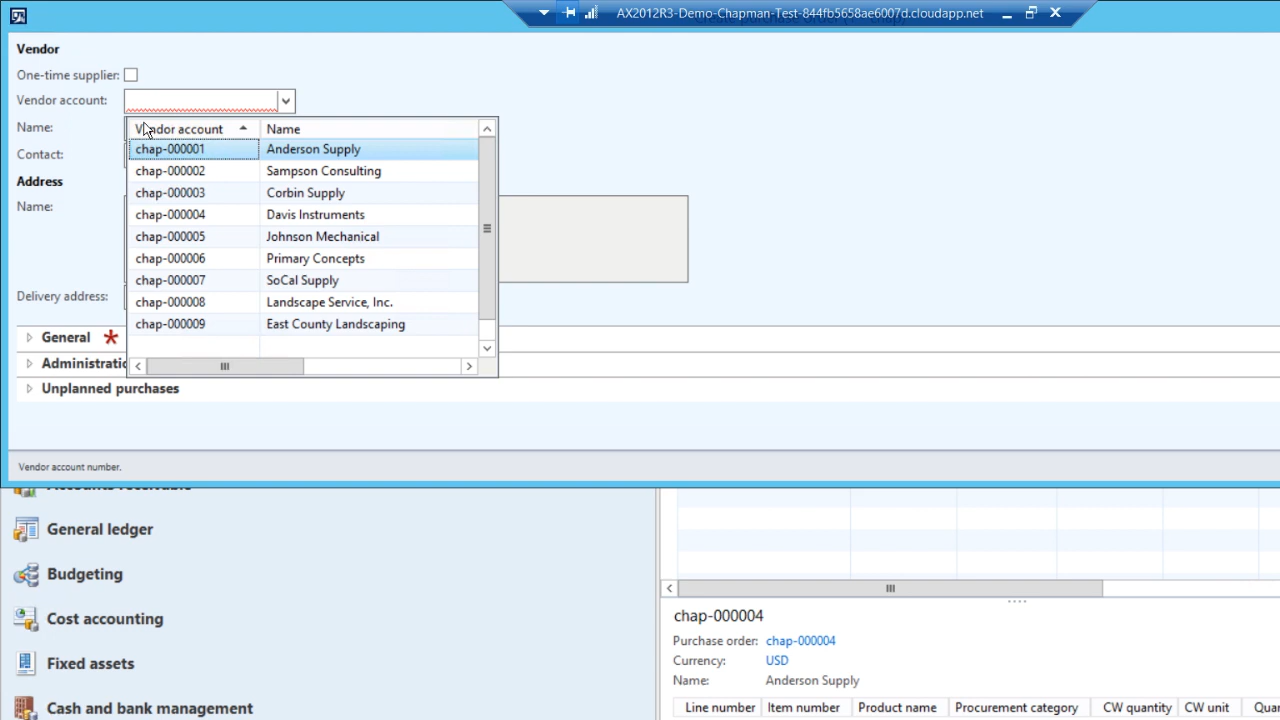 AX2012R3-Demo-Chapman-Test-844fb5658ae6007d.cloudapp.net
Vendor
One-time supplier:
Vendor account:
Name:
Contact:
Vendor account Name
chap-000001 Anderson Supply
chap-000002 Sampson Consulting
chap-000003 Corbin Supply
chap-000004 Davis Instruments
chap-000005 Johnson Mechanical
chap-000006 Primary Concepts
chap-000007 SoCal Supply
chap-000008 Landscape Service, Inc.
chap-000009 East County Landscaping
Address
Name:
Delivery address:
General
Administratio
Unplanned purchases
Vendor account number.
Accounts receivable
General ledger
Budgeting
Cost accounting
Fixed assets
Cash and bank management
chap-000004
Purchase order: chap-000004
Currency: USD
Name: Anderson Supply
Line number Item number Product name Procurement category CW quantity CW unit Quan